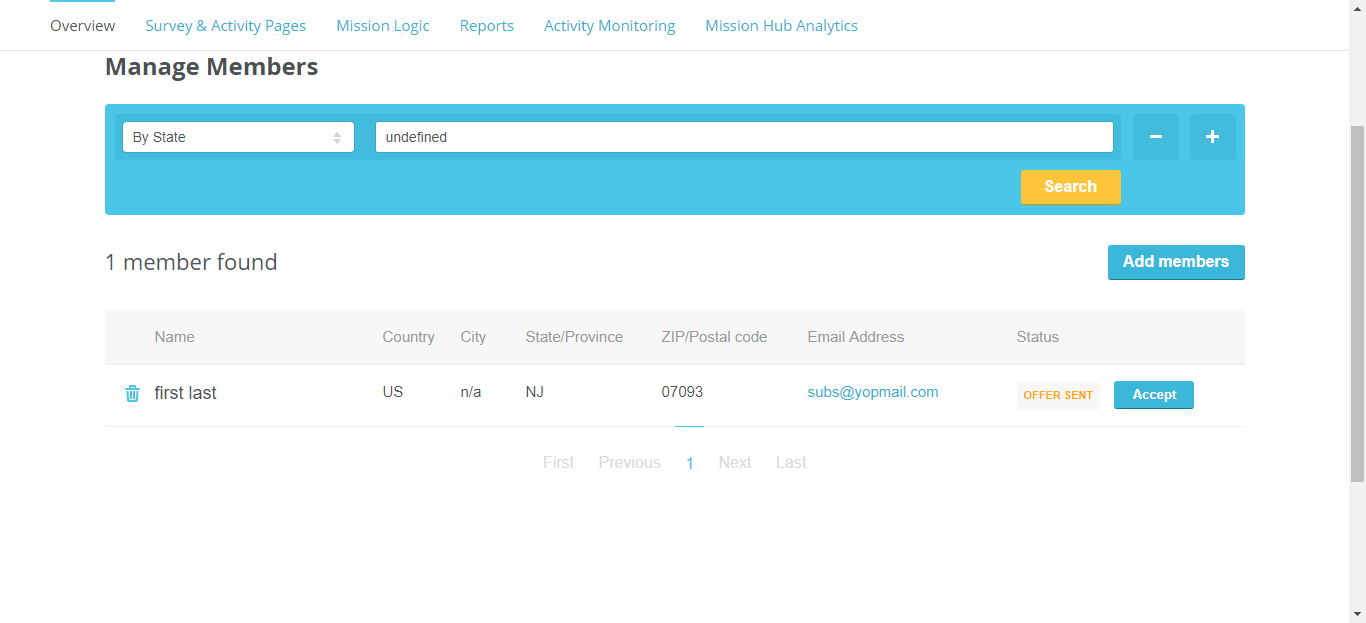 Overview Survey & Activity Pages Mission Logic Reports Activity Monitoring Mission Hub Analytics
Manage Members
By State undefined − +
Search
1 member found Add members
Name Country City State/Province ZIP/Postal code Email Address Status
first last US n/a NJ 07093 subs@yopmail.com OFFER SENT Accept
First Previous 1 Next Last